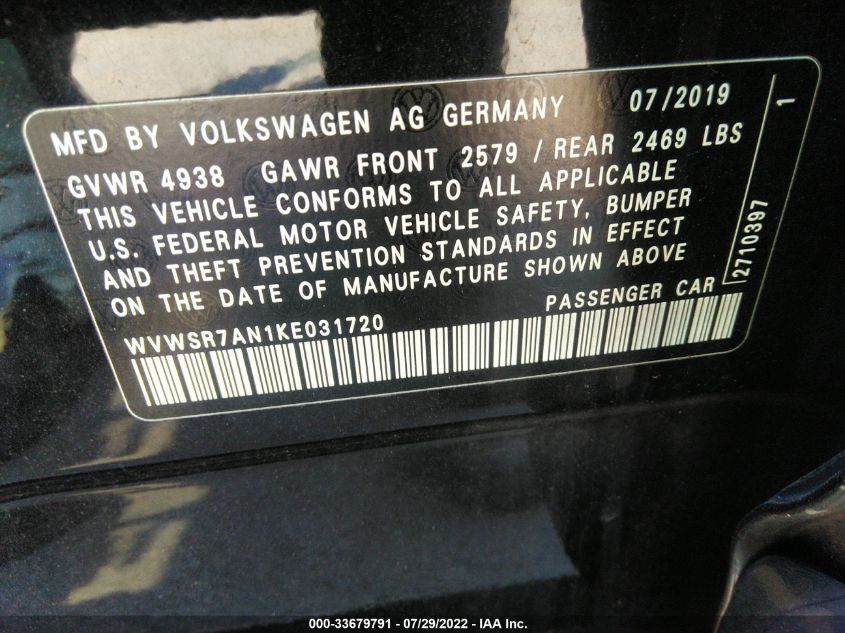 MFD BY VOLKSWAGEN AG GERMANY 07/2019
GVWR 4938 GAWR FRONT 2579 / REAR 2469 LBS
THIS VEHICLE CONFORMS TO ALL APPLICABLE
U.S. FEDERAL MOTOR VEHICLE SAFETY, BUMPER
AND THEFT PREVENTION STANDARDS IN EFFECT
ON THE DATE OF MANUFACTURE SHOWN ABOVE
WVWSR7AN1KE031720 PASSENGER CAR
2710397 1
000-33679791 // 07/29/2022 - IAA Inc.